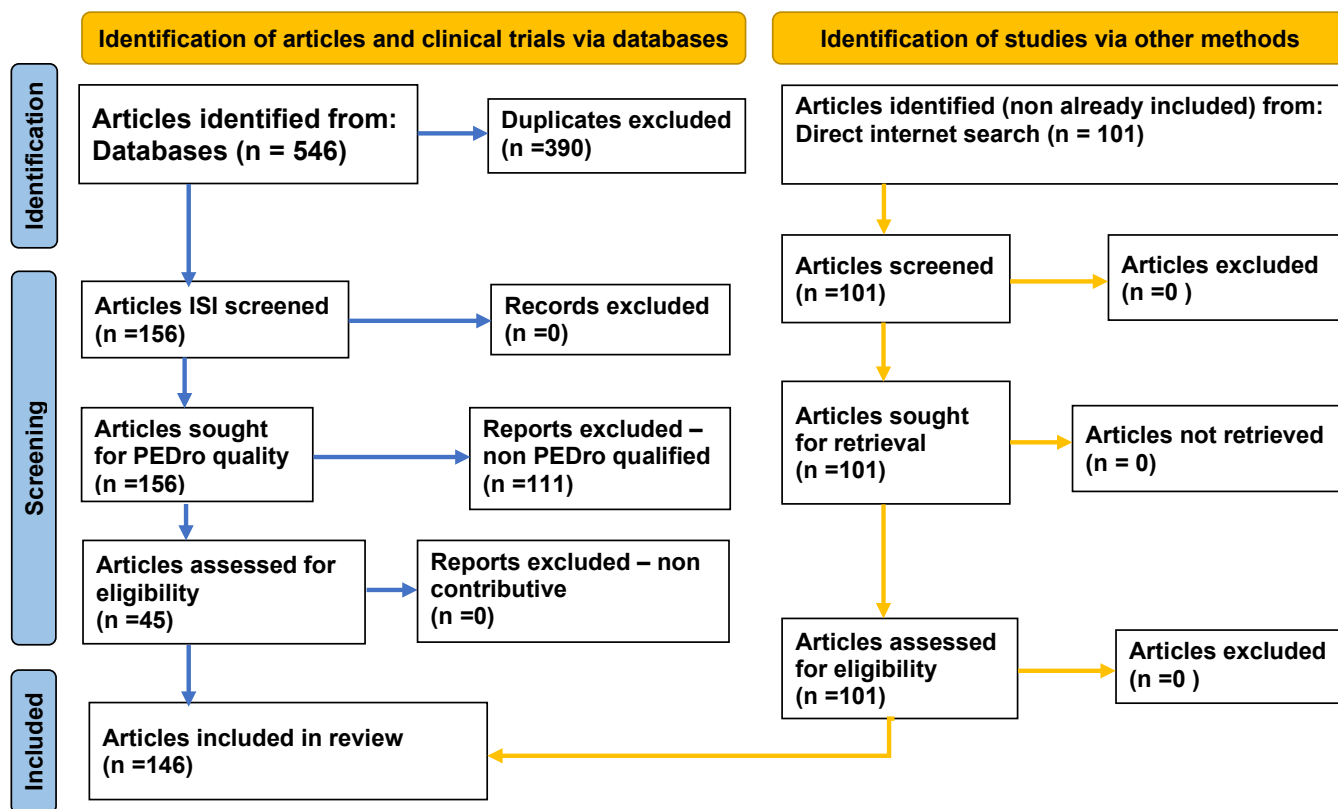 Identification of articles and clinical trials via databases
Identification of studies via other methods
Identification
Articles identified from:
Databases (n = 546)
Duplicates excluded
(n =390)
Articles identified (non already included) from:
Direct internet search (n = 101)
Screening
Articles ISI screened
(n =156)
Records excluded
(n =0)
Articles screened
(n =101)
Articles excluded
(n =0 )
Articles sought
for PEDro quality
(n =156)
Reports excluded –
non PEDro qualified
(n =111)
Articles sought
for retrieval
(n =101)
Articles not retrieved
(n = 0)
Articles assessed for
eligibility
(n =45)
Reports excluded – non
contributive
(n =0)
Articles assessed
for eligibility
(n =101)
Articles excluded
(n =0 )
Included
Articles included in review
(n =146)